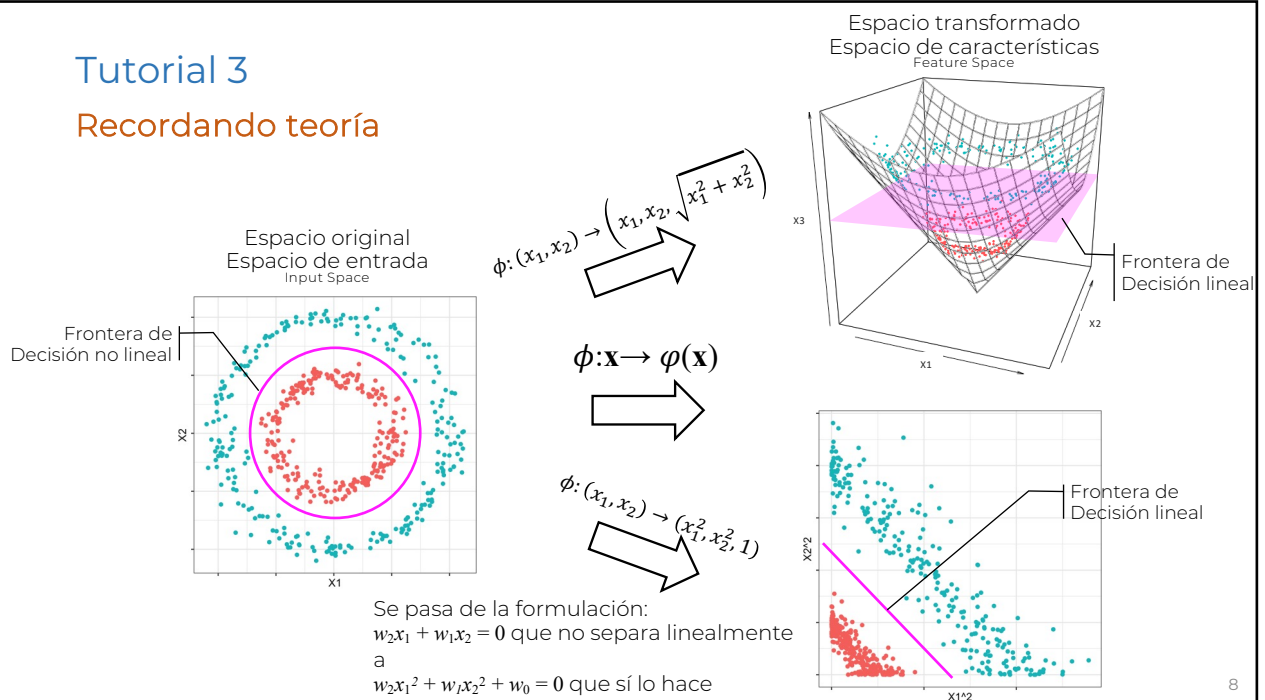 Tutorial 3
Recordando teoría
Espacio original
Espacio de entrada
Input Space
Frontera de
Decisión no lineal
X2
X1
ϕ: (x₁, x₂) → (x₁, x₂, √(x₁² + x₂²))
ϕ:x→ φ(x)
ϕ: (x₁, x₂) → (x₁², x₂², 1)
Se pasa de la formulación:
w₂x₁ + w₁x₂ = 0 que no separa linealmente
a
w₂x₁² + w₁x₂² + w₀ = 0 que sí lo hace
Espacio transformado
Espacio de características
Feature Space
X3
X1
X2
Frontera de
Decisión lineal
X2^2
X1^2
Frontera de
Decisión lineal
8